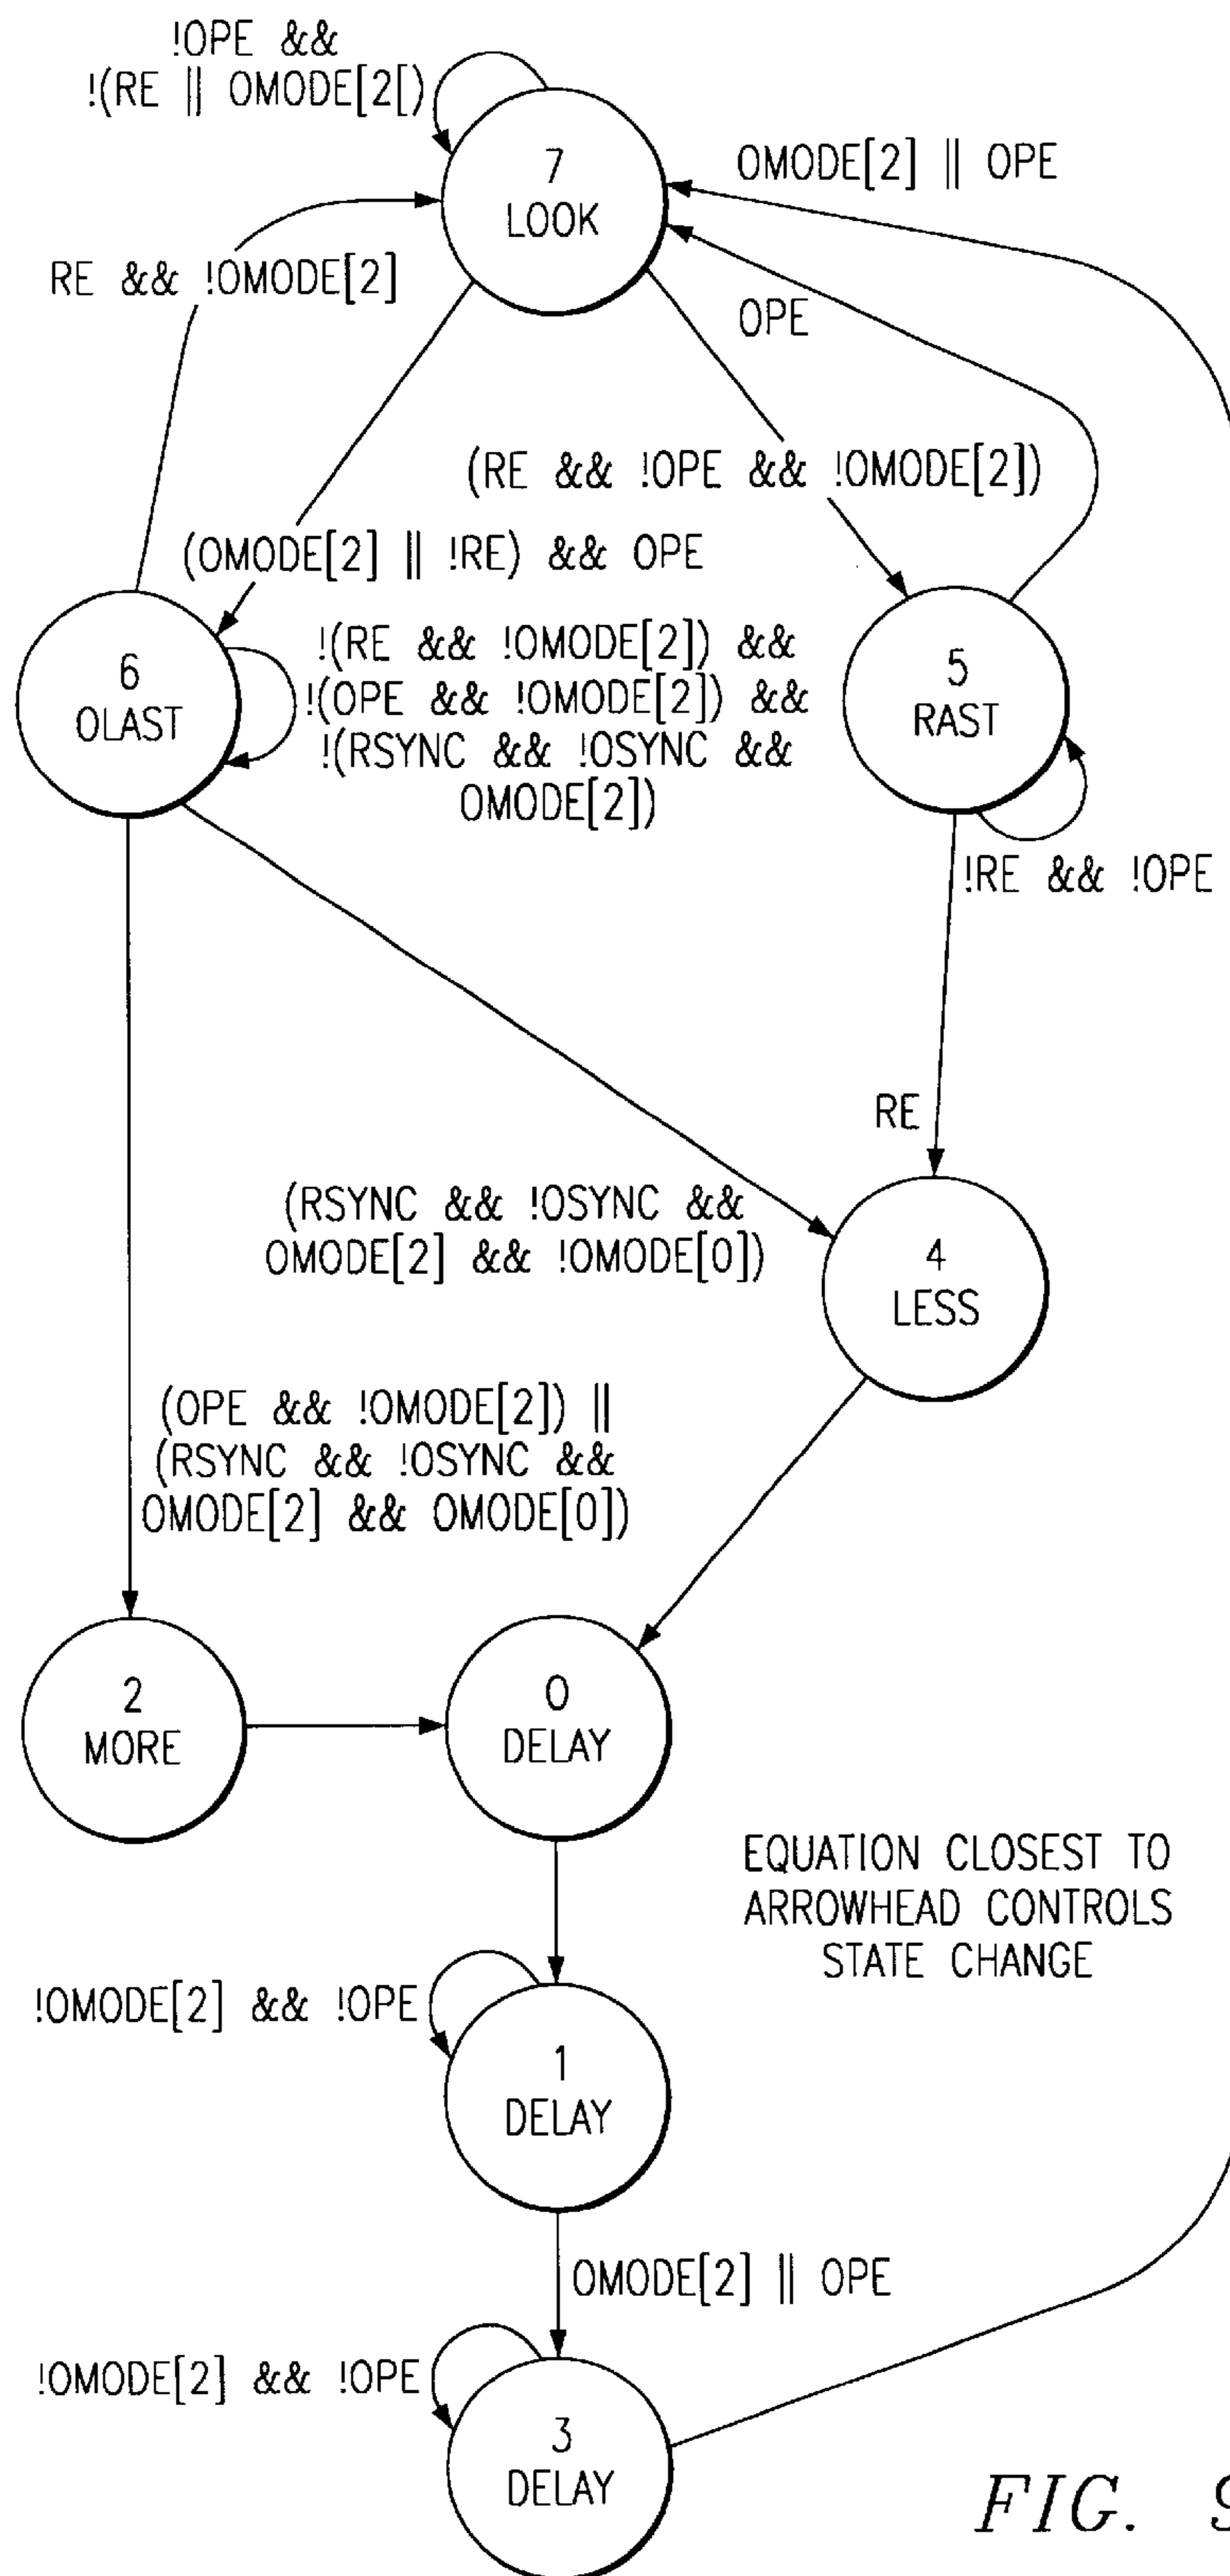 !OPE &&
!(RE || OMODE[2[)
7
LOOK
OMODE[2] || OPE
RE && !OMODE[2]
OPE
(RE && !OPE && !OMODE[2])
(OMODE[2] || !RE) && OPE
6
OLAST
!(RE && !OMODE[2]) &&
!(OPE && !OMODE[2]) &&
!(RSYNC && !OSYNC &&
OMODE[2])
5
RAST
!RE && !OPE
RE
(RSYNC && !OSYNC &&
OMODE[2] && !OMODE[0])
4
LESS
(OPE && !OMODE[2]) ||
(RSYNC && !OSYNC &&
OMODE[2] && OMODE[0])
2
MORE
0
DELAY
EQUATION CLOSEST TO
ARROWHEAD CONTROLS
STATE CHANGE
!OMODE[2] && !OPE
1
DELAY
OMODE[2] || OPE
!OMODE[2] && !OPE
3
DELAY
FIG. 9